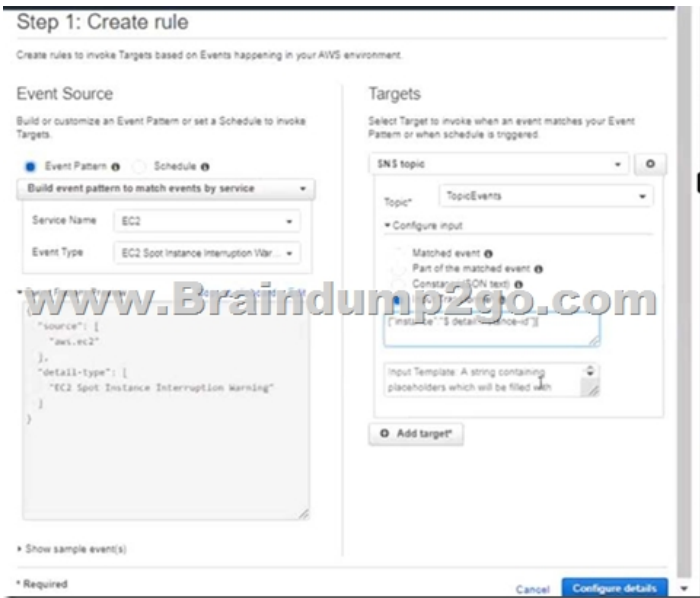 Step 1: Create rule
Create rules to invoke Targets based on Events happening in your AWS environment.
Event Source
Build or customize an Event Pattern or set a Schedule to invoke
Targets.
Event Pattern
Schedule
Build event pattern to match events by service
Service Name
EC2
Event Type
EC2 Spot Instance Interruption War...
{
"source": [
"aws.ec2"
],
"detail-type": [
"EC2 Spot Instance Interruption Warning"
]
}
Show sample event(s)
* Required
Targets
Select Target to invoke when an event matches your Event
Pattern or when schedule is triggered.
SNS topic
Topic*
TopicEvents
Configure input
Matched event
Part of the matched event
Constant (JSON text)
www.Braindump2go.com
Input Template: A string containing
placeholders which will be filled with
Add target*
Cancel
Configure details